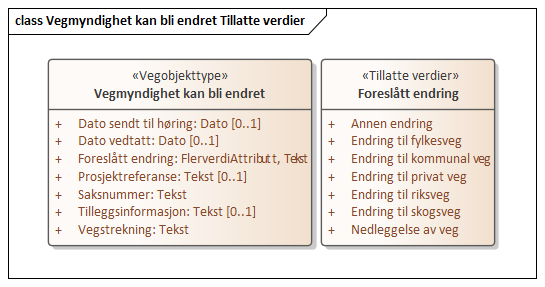 class Vegmyndighet kan bli endret Tillatte verdier
«Vegobjekttype»
Vegmyndighet kan bli endret
+ Dato sendt til høring: Dato [0..1]
+ Dato vedtatt: Dato [0..1]
+ Foreslått endring: FlerverdiAttributt, Tekst
+ Prosjektreferanse: Tekst [0..1]
+ Saksnummer: Tekst
+ Tilleggsinformasjon: Tekst [0..1]
+ Vegstrekning: Tekst
«Tillatte verdier»
Foreslått endring
+ Annen endring
+ Endring til fylkesveg
+ Endring til kommunal veg
+ Endring til privat veg
+ Endring til riksveg
+ Endring til skogsveg
+ Nedleggelse av veg